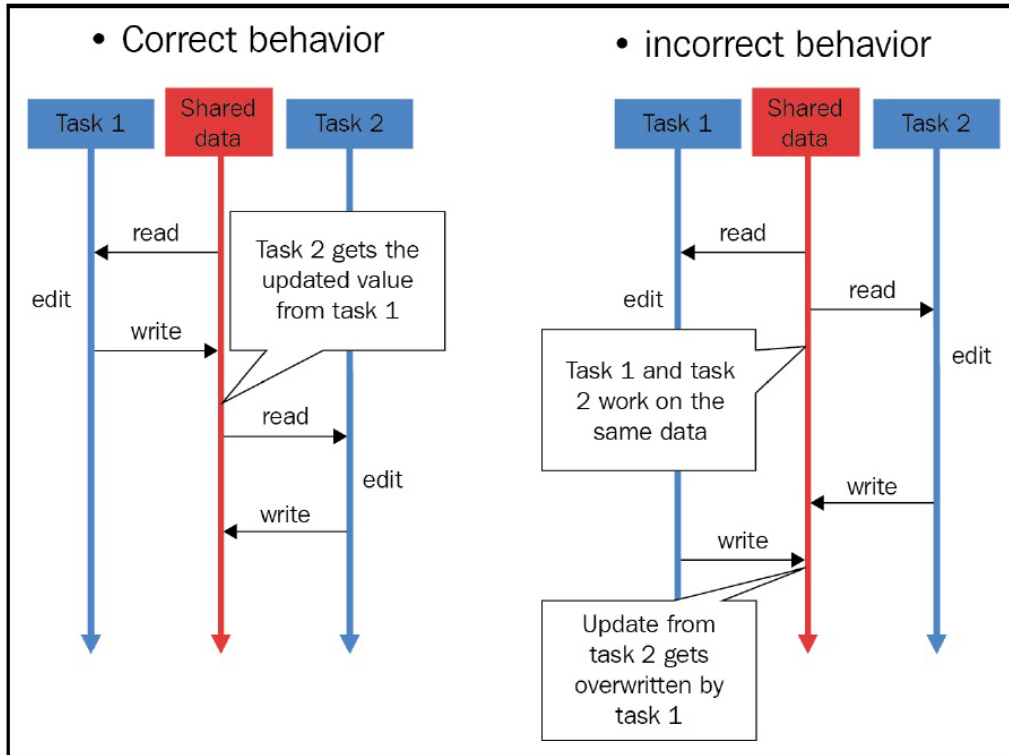 • Correct behavior
Task 1
Shared
data
Task 2
read
Task 2 gets the
updated value
from task 1
edit
write
read
edit
write
• incorrect behavior
Task 1
Shared
data
Task 2
read
edit
read
edit
Task 1 and task
2 work on the
same data
write
write
Update from
task 2 gets
overwritten by
task 1